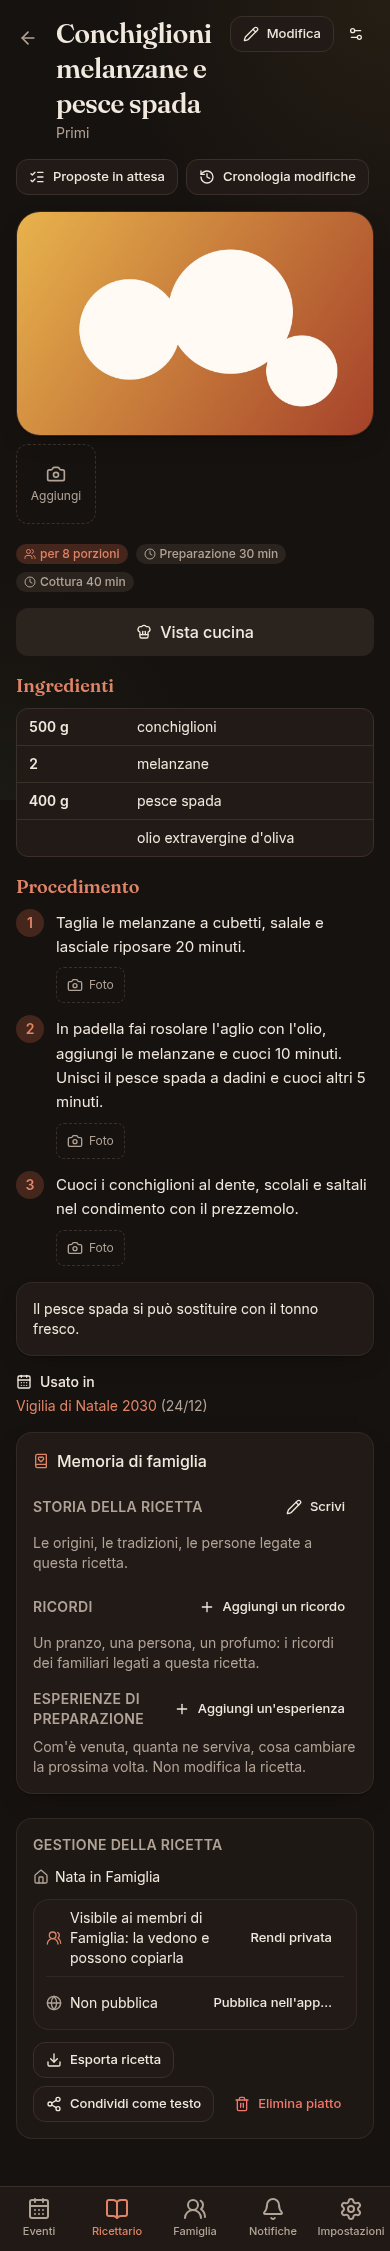 Conchiglioni
melanzane e
pesce spada
Primi
Modifica
Proposte in attesa
Cronologia modifiche
Aggiungi
per 8 porzioni
Preparazione 30 min
Cottura 40 min
Vista cucina
Ingredienti
500 g conchiglioni
2 melanzane
400 g pesce spada
olio extravergine d'oliva
Procedimento
1 Taglia le melanzane a cubetti, salale e
lasciale riposare 20 minuti.
Foto
2 In padella fai rosolare l'aglio con l'olio,
aggiungi le melanzane e cuoci 10 minuti.
Unisci il pesce spada a dadini e cuoci altri 5
minuti.
Foto
3 Cuoci i conchiglioni al dente, scolali e saltali
nel condimento con il prezzemolo.
Foto
Il pesce spada si può sostituire con il tonno
fresco.
Usato in
Vigilia di Natale 2030 (24/12)
Memoria di famiglia
STORIA DELLA RICETTA
Scrivi
Le origini, le tradizioni, le persone legate a
questa ricetta.
RICORDI
Aggiungi un ricordo
Un pranzo, una persona, un profumo: i ricordi
dei familiari legati a questa ricetta.
ESPERIENZE DI
PREPARAZIONE
Aggiungi un'esperienza
Com'è venuta, quanta ne serviva, cosa cambiare
la prossima volta. Non modifica la ricetta.
GESTIONE DELLA RICETTA
Nata in Famiglia
Visibile ai membri di
Famiglia: la vedono e
possono copiarla
Rendi privata
Non pubblica
Pubblica nell'app...
Esporta ricetta
Condividi come testo
Elimina piatto
Eventi
Ricettario
Famiglia
Notifiche
Impostazioni